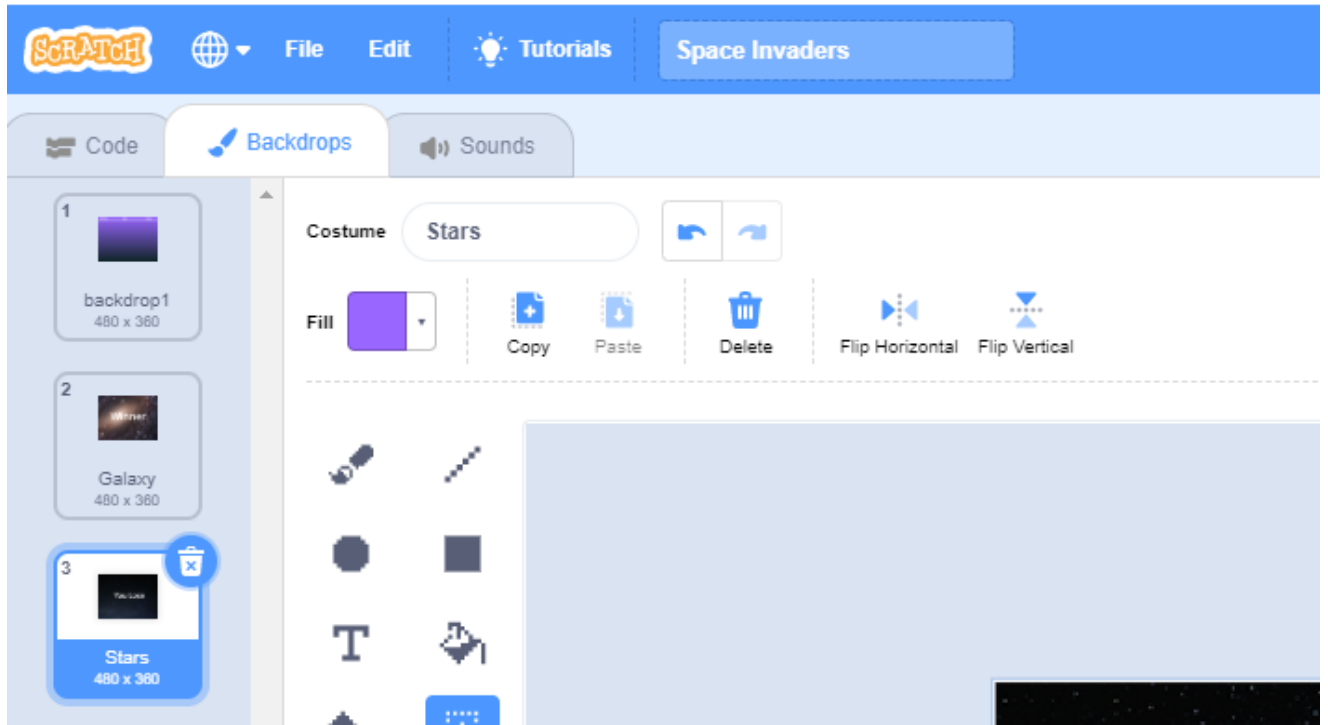 SCRATCH File Edit Tutorials Space Invaders
Code Backdrops Sounds
1
backdrop1
480 x 360
2
Winner
Galaxy
480 x 360
3
You Lose
Stars
480 x 360
Costume Stars
Fill Copy Paste Delete Flip Horizontal Flip Vertical
T